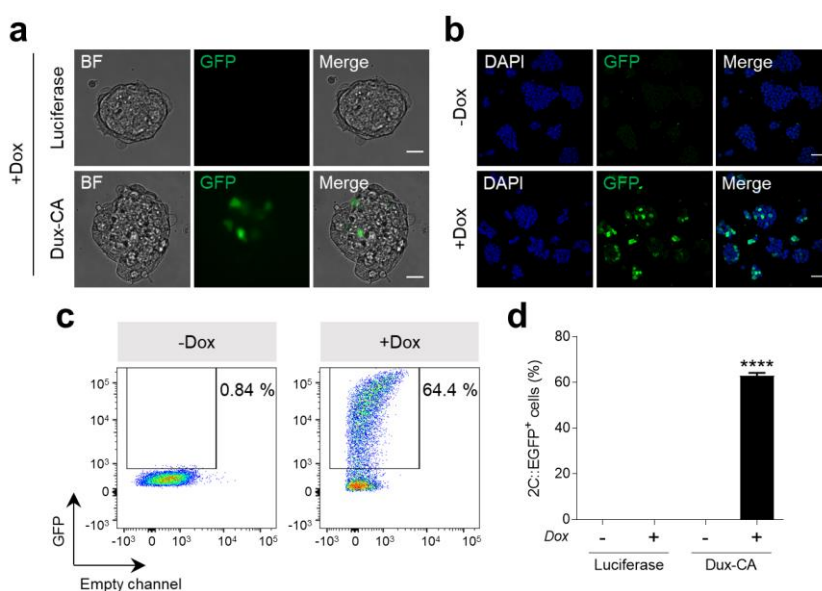 a
+Dox
Luciferase
BF
GFP
Merge
Dux-CA
BF
GFP
Merge
b
-Dox
DAPI
GFP
Merge
+Dox
DAPI
GFP
Merge
c
-Dox
+Dox
0.84 %
64.4 %
10⁵
10⁴
10³
0
-10³
-10³ 0 10³ 10⁴ 10⁵
10⁵
10⁴
10³
0
-10³
-10³ 0 10³ 10⁴ 10⁵
GFP
Empty channel
d
2C::EGFP⁺ cells (%)
80
60
40
20
0
****
Dox - + - +
Luciferase Dux-CA